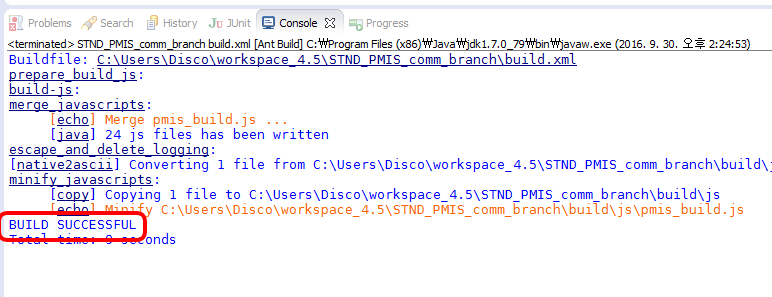 Problems Search History JUnit Console Progress
<terminated> STND_PMIS_comm_branch build.xml [Ant Build] C:₩Program Files (x86)₩Java₩jdk1.7.0_79₩bin₩javaw.exe (2016. 9. 30. 오후 2:24:53)
Buildfile: C:\Users\Disco\workspace_4.5\STND_PMIS_comm_branch\build.xml
prepare_build_js:
build-js:
merge_javascripts:
[echo] Merge pmis_build.js ...
[java] 24 js files has been written
escape_and_delete_logging:
[native2ascii] Converting 1 file from C:\Users\Disco\workspace_4.5\STND_PMIS_comm_branch\build\
minify_javascripts:
[copy] Copying 1 file to C:\Users\Disco\workspace_4.5\STND_PMIS_comm_branch\build\js
[echo] Minify C:\Users\Disco\workspace_4.5\STND_PMIS_comm_branch\build\js\pmis_build.js
BUILD SUCCESSFUL
Total time: 9 seconds